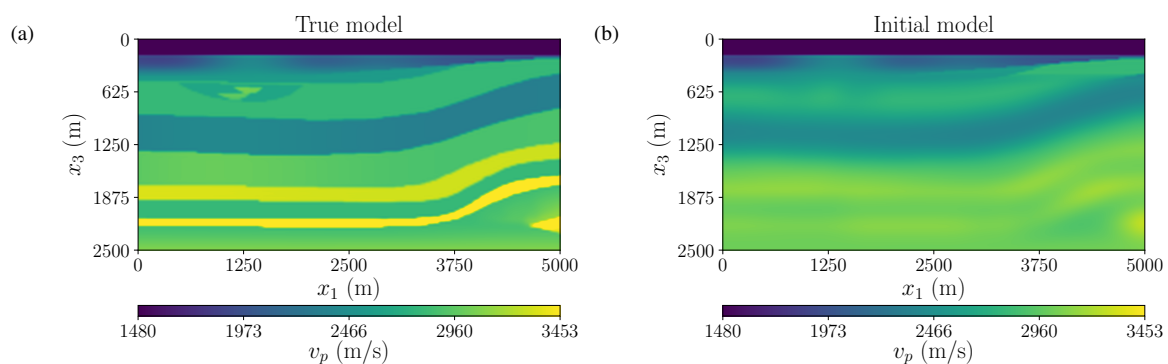 (a)
True model
0
625
1250
1875
2500
x3 (m)
0 1250 2500 3750 5000
x1 (m)
1480 1973 2466 2960 3453
vp (m/s)
(b)
Initial model
0
625
1250
1875
2500
x3 (m)
0 1250 2500 3750 5000
x1 (m)
1480 1973 2466 2960 3453
vp (m/s)